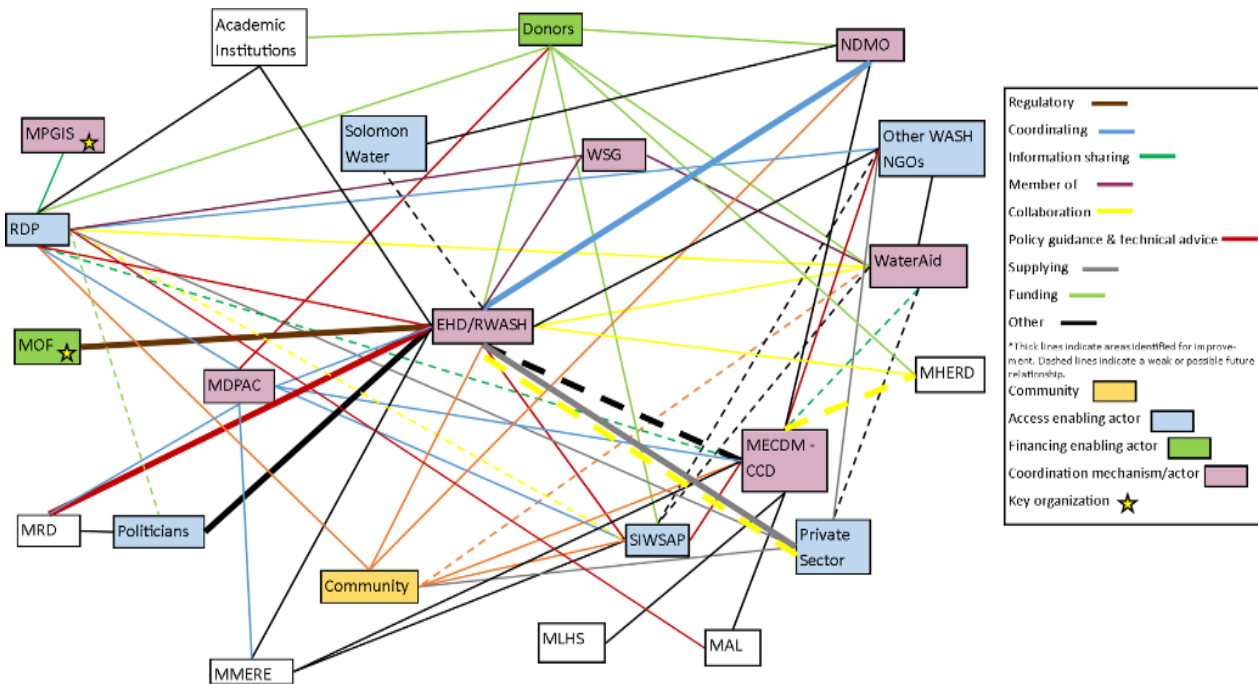 Academic
Institutions
Donors
NDMO
MPGIS
Solomon
Water
WSG
Other WASH
NGOs
RDP
WaterAid
EHD/RWASH
MOF
MDPAC
MHERD
MECDM -
CCD
MRD
Politicians
SIWSAP
Private
Sector
Community
MLHS
MAL
MMERE
Regulatory
Coordinating
Information sharing
Member of
Collaboration
Policy guidance & technical advice
Supplying
Funding
Other
*Thick lines indicate areas identified for improve-
ment. Dashed lines indicate a weak or possible future
relationship.
Community
Access enabling actor
Financing enabling actor
Coordination mechanism/actor
Key organization